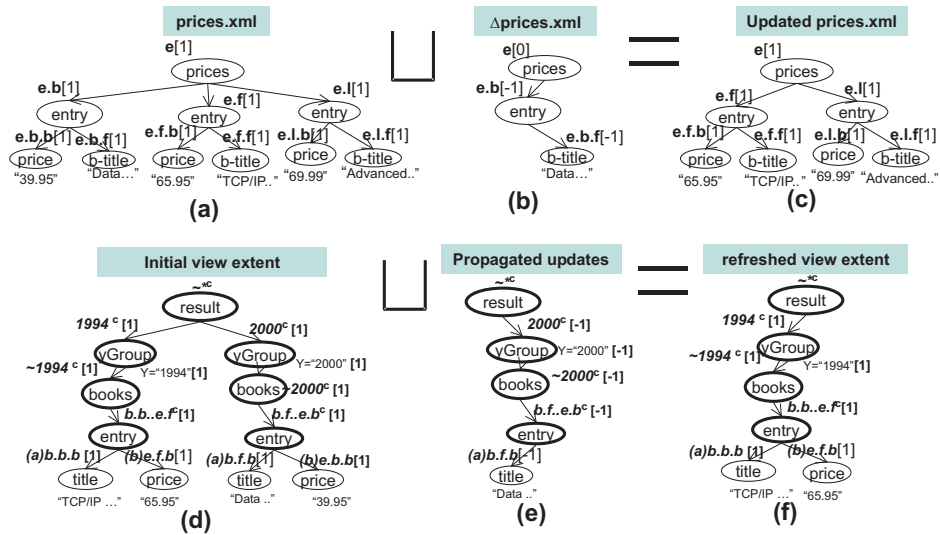 prices.xml
∆prices.xml
Updated prices.xml
e[1]
e[0]
e[1]
prices
prices
prices
e.b[1]
e.f[1]
e.l[1]
e.b[-1]
e.f[1]
e.l[1]
entry
entry
entry
entry
entry
entry
e.b.b[1]
e.b.f[1]
e.f.b[1]
e.f.f[1]
e.l.b[1]
e.l.f[1]
e.b.f[-1]
e.f.b[1]
e.f.f[1]
e.l.b[1]
e.l.f[1]
price
b-title
price
b-title
price
b-title
b-title
price
b-title
price
b-title
“39.95”
“Data…”
“65.95”
“TCP/IP..”
“69.99”
“Advanced..”
“Data…”
“65.95”
“TCP/IP..”
“69.99”
“Advanced..”
(a)
(b)
(c)
Initial view extent
Propagated updates
refreshed view extent
~*c
~*c
~*c
result
result
result
1994 c [1]
2000c [1]
2000c [-1]
1994 c [1]
yGroup
yGroup
yGroup
yGroup
~1994 c [1]
Y=“1994”[1]
Y=“2000” [1]
Y=“2000” [-1]
~1994 c [1]
Y=“1994”[1]
books
books
~2000c [1]
books
~2000c [-1]
books
b.b..e.fc[1]
b.f..e.bc [1]
b.f..e.bc [-1]
b.b..e.fc[1]
entry
entry
entry
entry
(a)b.b.b [1]
(b)e.f.b[1]
(a)b.f.b[1]
(b)e.b.b[1]
(a)b.f.b[-1]
(a)b.b.b [1]
(b)e.f.b[1]
title
price
title
price
title
title
price
“TCP/IP …”
“65.95”
“Data ..”
“39.95”
“Data ..”
“TCP/IP …”
“65.95”
(d)
(e)
(f)